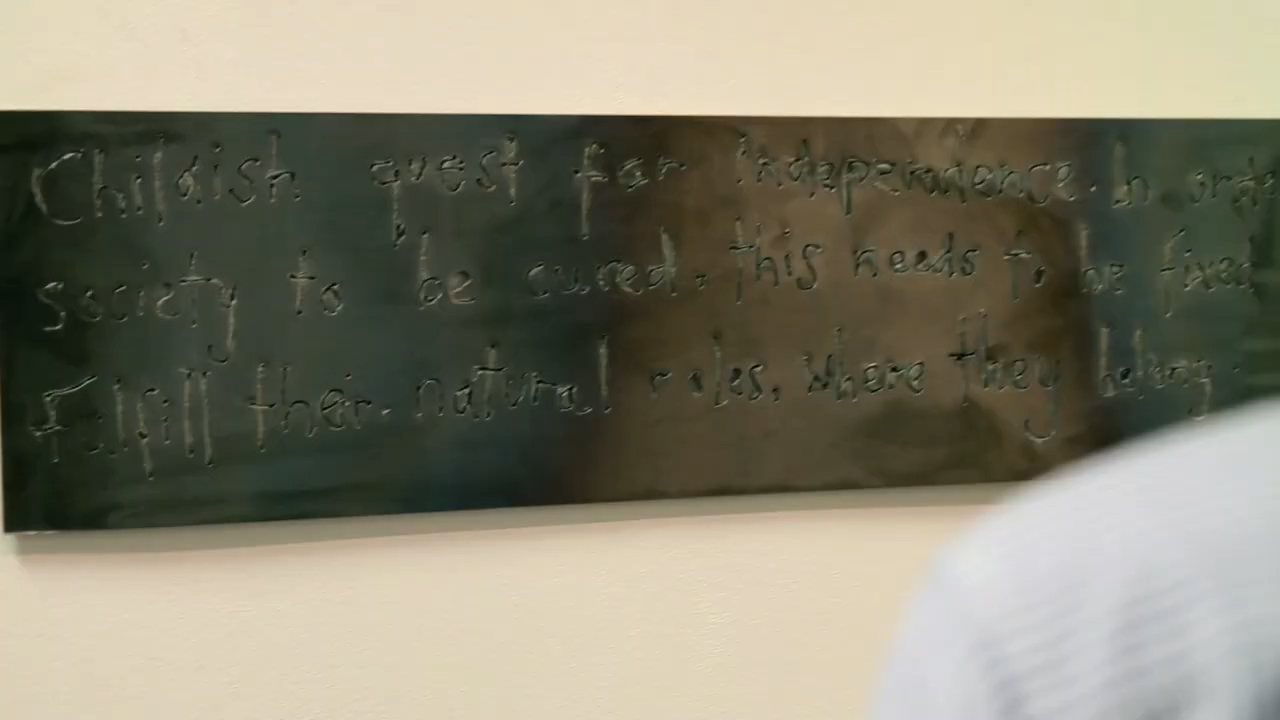 Childish quest for independence. In orde
society to be cured, this needs to be fixed
fulfill their natural roles, where they belong.